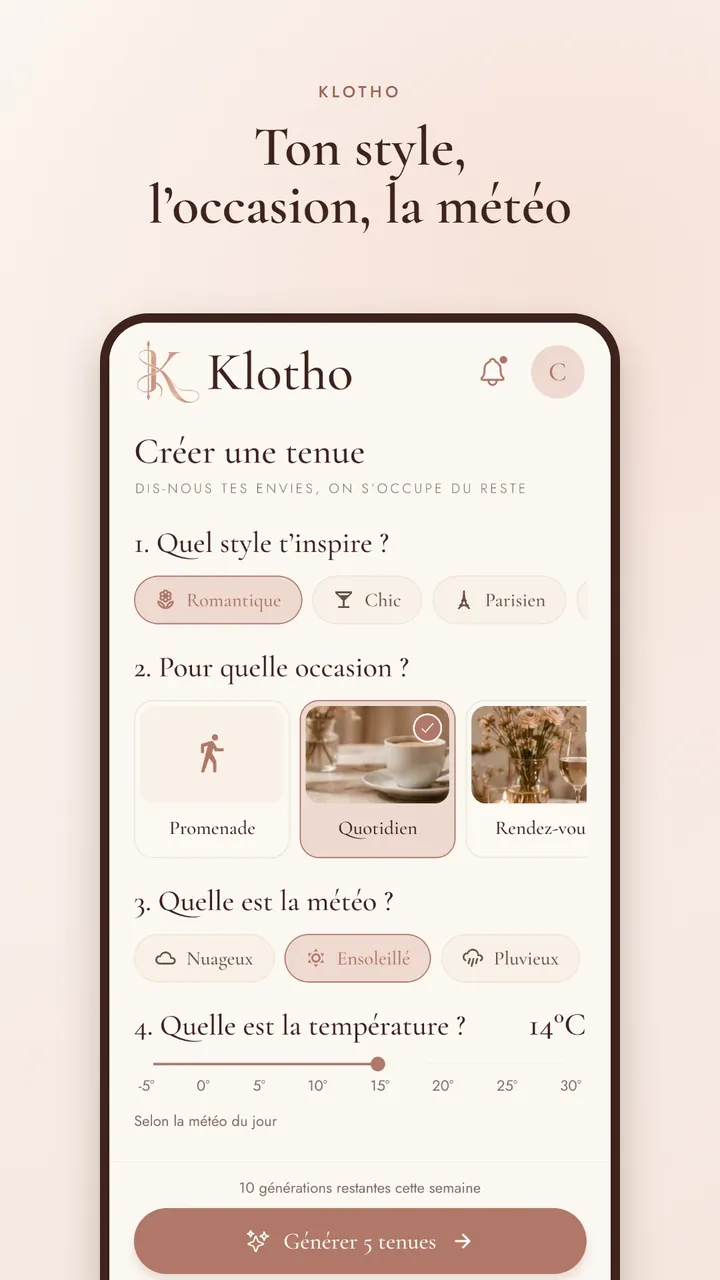 KLOTHO
Ton style,
l’occasion, la météo
Klotho
C
Créer une tenue
DIS-NOUS TES ENVIES, ON S’OCCUPE DU RESTE
1. Quel style t’inspire ?
Romantique Chic Parisien
2. Pour quelle occasion ?
Promenade Quotidien Rendez-vou
3. Quelle est la météo ?
Nuageux Ensoleillé Pluvieux
4. Quelle est la température ? 14°C
-5° 0° 5° 10° 15° 20° 25° 30°
Selon la météo du jour
10 générations restantes cette semaine
Générer 5 tenues